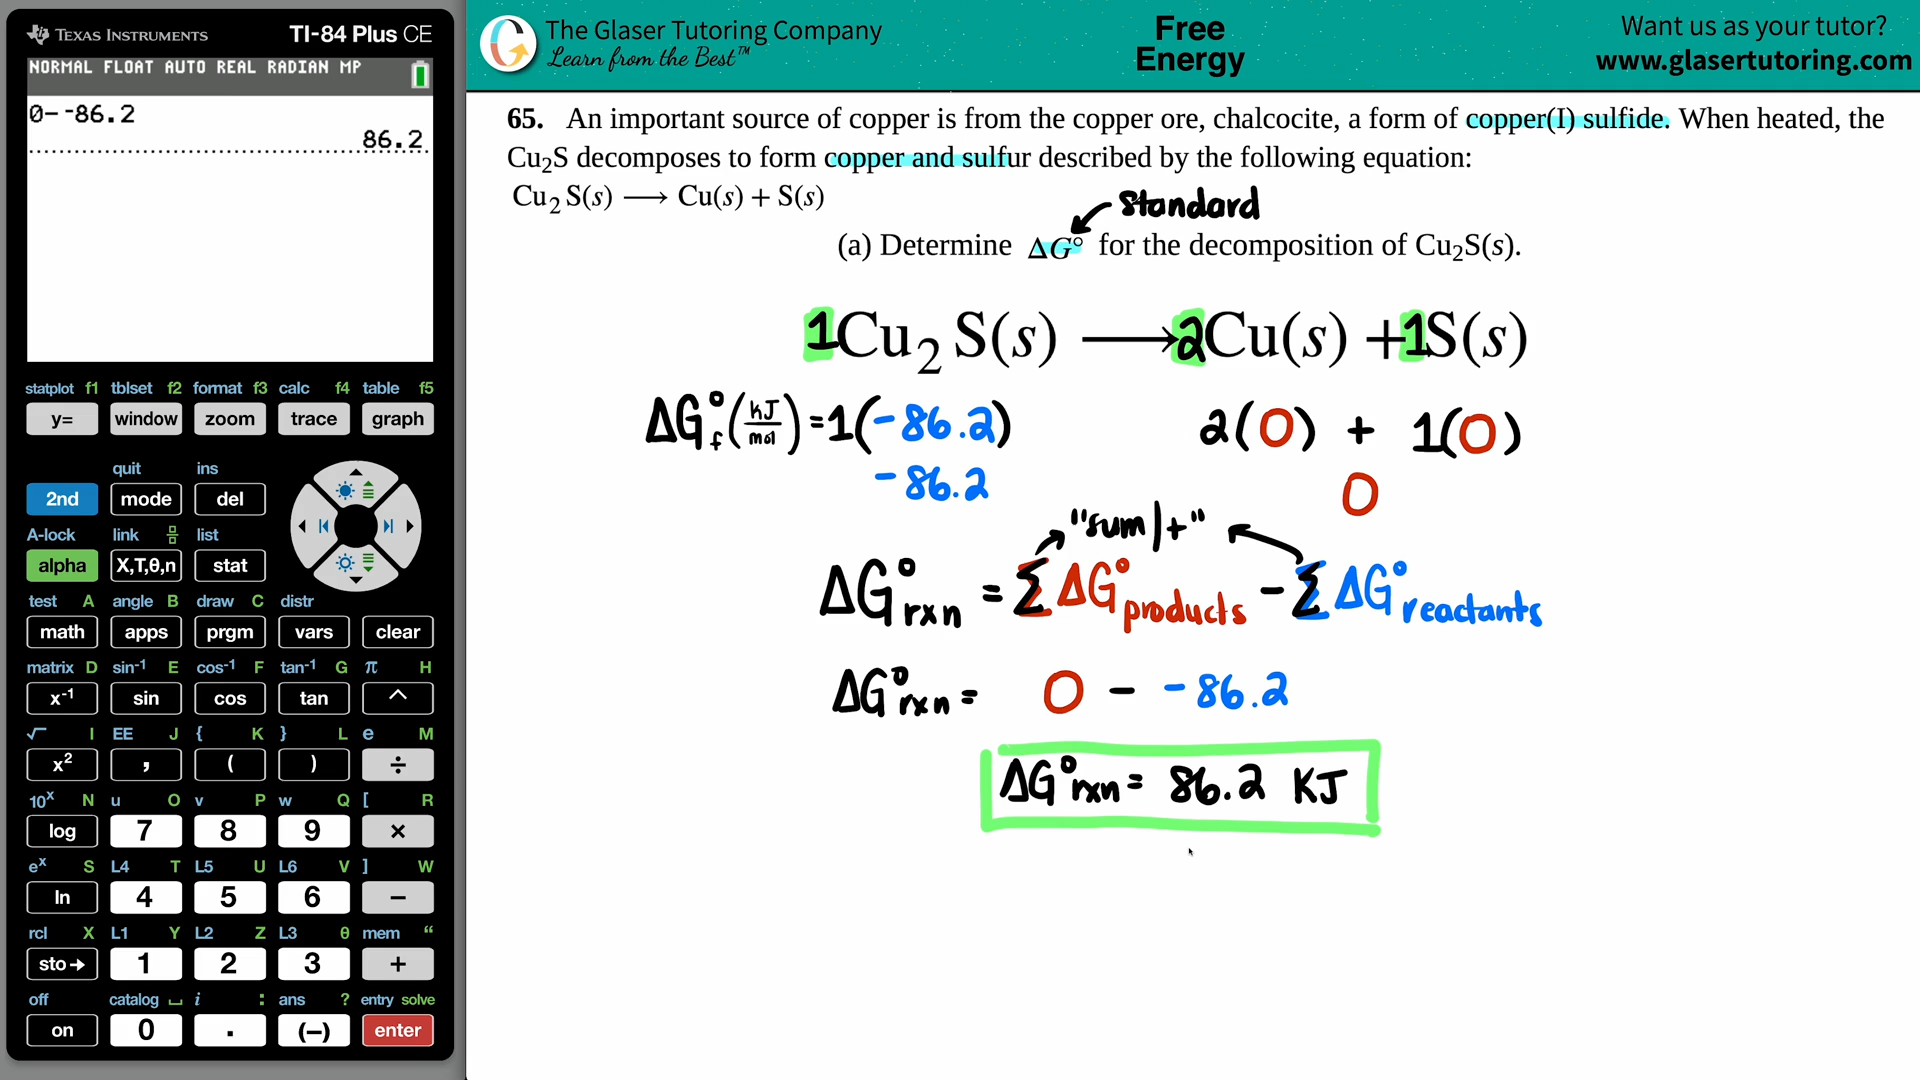 TEXAS INSTRUMENTS TI-84 Plus CE
NORMAL FLOAT AUTO REAL RADIAN MP
0--86.2
86.2
statplot f1 tblset f2 format f3 calc f4 table f5
y= window zoom trace graph
quit ins
2nd mode del
A-lock link list
alpha X,T,θ,n stat
test A angle B draw C distr
math apps prgm vars clear
matrix D sin⁻¹ E cos⁻¹ F tan⁻¹ G π H
x⁻¹ sin cos tan ^
√ I EE J { K } L e M
x² , ( ) ÷
10ˣ N u O v P w Q [ R
log 7 8 9 ×
eˣ S L4 T L5 U L6 V ] W
ln 4 5 6 −
rcl X L1 Y L2 Z L3 θ mem “
sto→ 1 2 3 +
off catalog ⎵ i : ans ? entry solve
on 0 . (−) enter
The Glaser Tutoring Company
Learn from the Best™
Free
Energy
Want us as your tutor?
www.glasertutoring.com
65. An important source of copper is from the copper ore, chalcocite, a form of copper(I) sulfide. When heated, the
Cu₂S decomposes to form copper and sulfur described by the following equation:
Cu₂S(s) ⟶ Cu(s) + S(s)
standard
(a) Determine ΔG° for the decomposition of Cu₂S(s).
1Cu₂S(s) ⟶ 2Cu(s) + 1S(s)
ΔG°f (kJ/mol) = 1(-86.2) 2(0) + 1(0)
-86.2 0
"sum/+"
ΔG°rxn = Σ ΔG°products - Σ ΔG°reactants
ΔG°rxn = 0 - -86.2
ΔG°rxn = 86.2 KJ